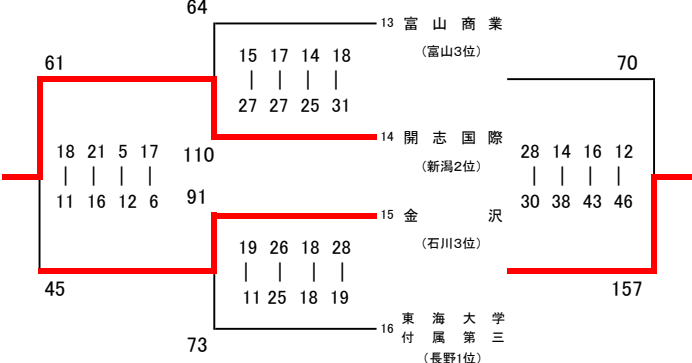 64
13 富山商業
(富山3位)
15 17 14 18
| | | |
27 27 25 31
61
70
14 開志国際
(新潟2位)
110
18 21 5 17
| | | |
11 16 12 6
28 14 16 12
| | | |
30 38 43 46
91
15 金沢
(石川3位)
19 26 18 28
| | | |
11 25 18 19
45
157
16 東海大学
付属第三
(長野1位)
73